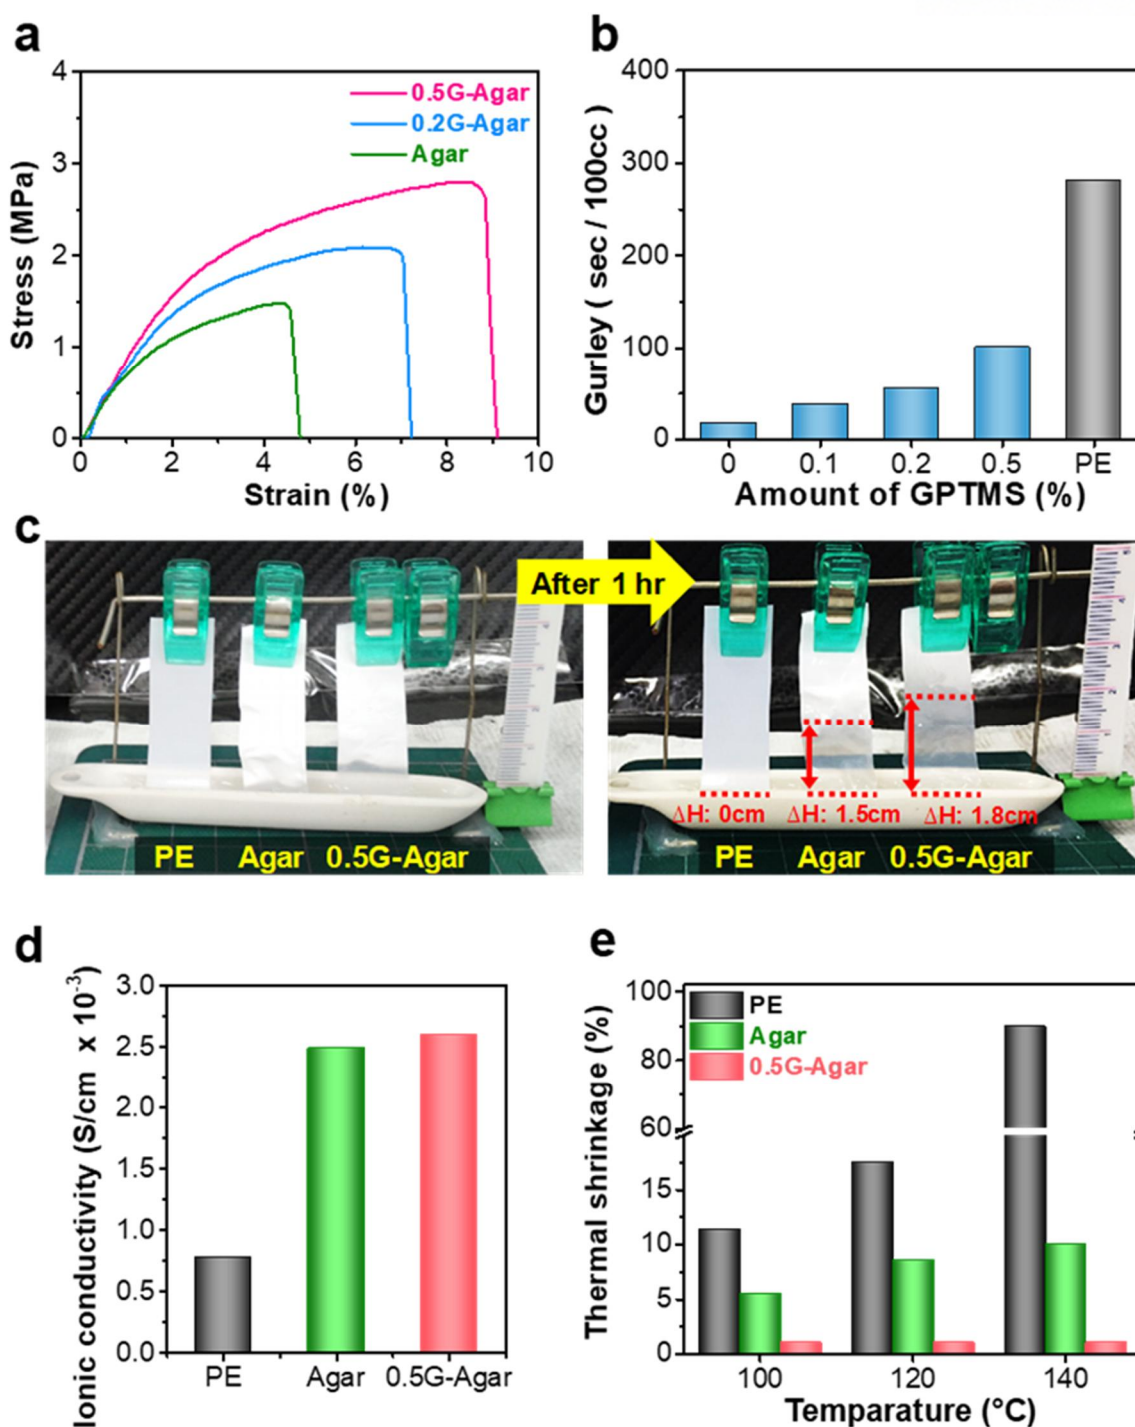 a
4
3
2
1
0
0 2 4 6 8 10
Stress (MPa)
Strain (%)
0.5G-Agar
0.2G-Agar
Agar
b
400
300
200
100
0
0 0.1 0.2 0.5 PE
Gurley ( sec / 100cc )
Amount of GPTMS (%)
c
After 1 hr
PE Agar 0.5G-Agar
ΔH: 0cm ΔH: 1.5cm ΔH: 1.8cm
PE Agar 0.5G-Agar
d
3.0
2.5
2.0
1.5
1.0
0.5
0.0
PE Agar 0.5G-Agar
Ionic conductivity (S/cm x 10⁻³)
e
100
80
60
15
10
5
0
100 120 140
Thermal shrinkage (%)
Temparature (°C)
PE
Agar
0.5G-Agar